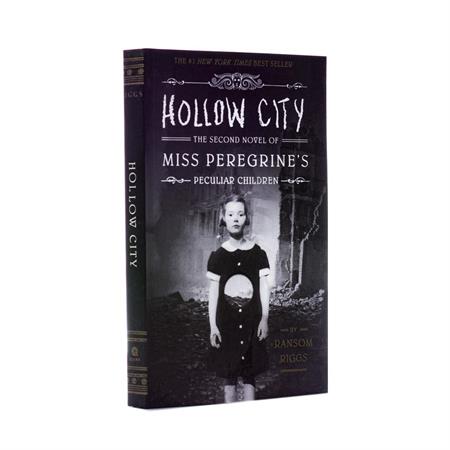 THE #1 NEW YORK TIMES BEST SELLER
HOLLOW CITY
THE SECOND NOVEL OF
MISS PEREGRINE'S
PECULIAR CHILDREN
BY
RANSOM
RIGGS
RIGGS
HOLLOW CITY